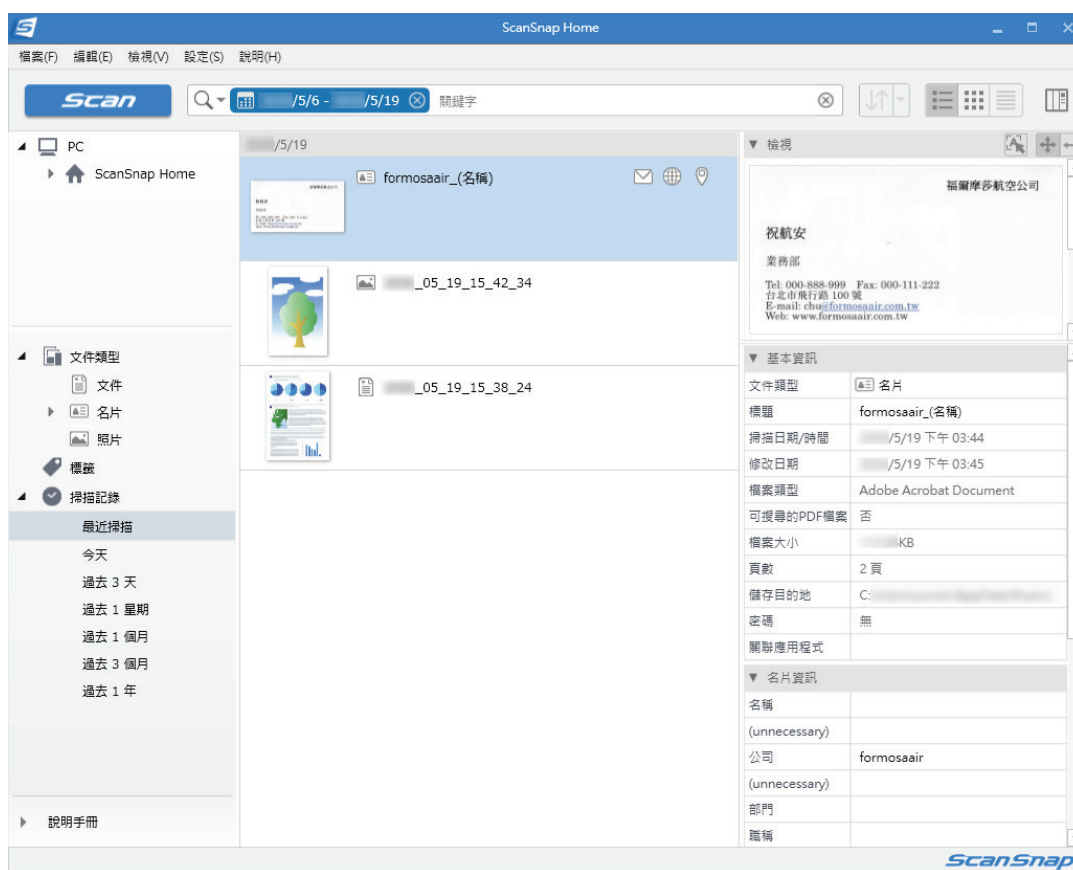 ScanSnap Home
檔案(F) 編輯(E) 檢視(V) 設定(S) 說明(H)
Scan
/5/6 - /5/19 關鍵字
PC
ScanSnap Home
文件類型
文件
名片
照片
標籤
掃描記錄
最近掃描
今天
過去 3 天
過去 1 星期
過去 1 個月
過去 3 個月
過去 1 年
說明手冊
/5/19
formosaair_(名稱)
_05_19_15_42_34
_05_19_15_38_24
檢視
福爾摩莎航空公司
祝航安
業務部
Tel: 000-888-999 Fax: 000-111-222
台北市飛行路 100 號
E-mail: chu@formosaair.com.tw
Web: www.formosaair.com.tw
基本資訊
文件類型 名片
標題 formosaair_(名稱)
掃描日期/時間 /5/19 下午 03:44
修改日期 /5/19 下午 03:45
檔案類型 Adobe Acrobat Document
可搜尋的PDF檔案 否
檔案大小 KB
頁數 2 頁
儲存目的地 C:
密碼 無
關聯應用程式
名片資訊
名稱
(unnecessary)
公司 formosaair
(unnecessary)
部門
職稱
ScanSnap